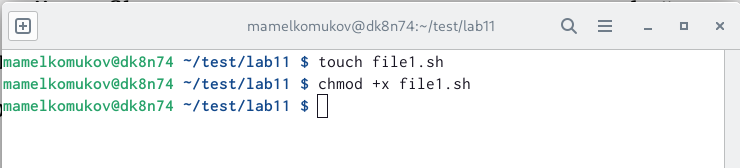 mamelkomukov@dk8n74:~/test/lab11
mamelkomukov@dk8n74 ~/test/lab11 $ touch file1.sh
mamelkomukov@dk8n74 ~/test/lab11 $ chmod +x file1.sh
mamelkomukov@dk8n74 ~/test/lab11 $